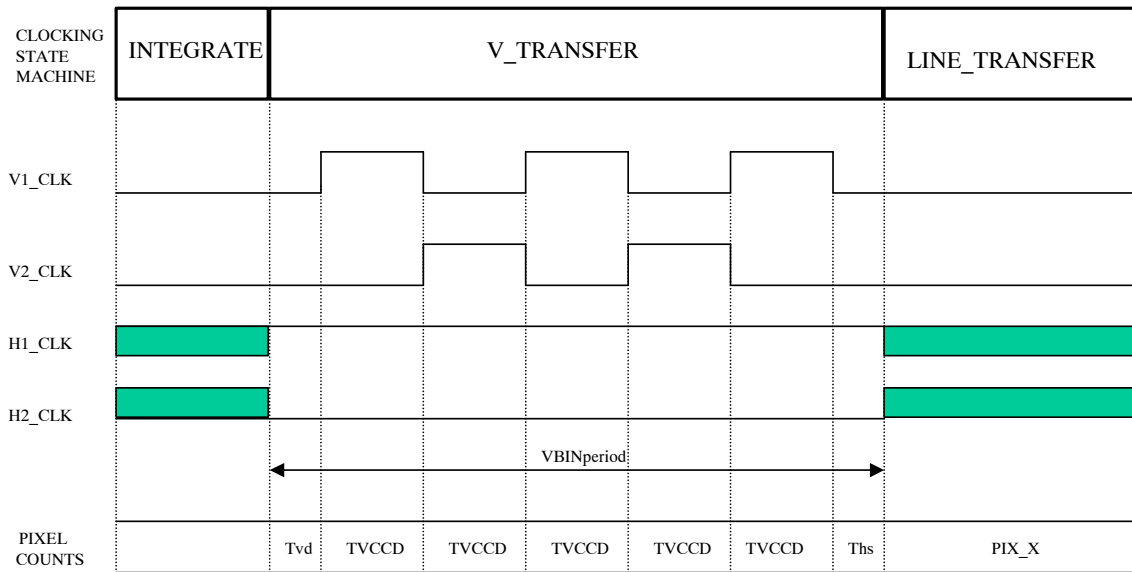 CLOCKING
STATE
MACHINE
INTEGRATE
V_TRANSFER
LINE_TRANSFER
V1_CLK
V2_CLK
H1_CLK
H2_CLK
VBINperiod
PIXEL
COUNTS
Tvd TVCCD TVCCD TVCCD TVCCD TVCCD Ths PIX_X